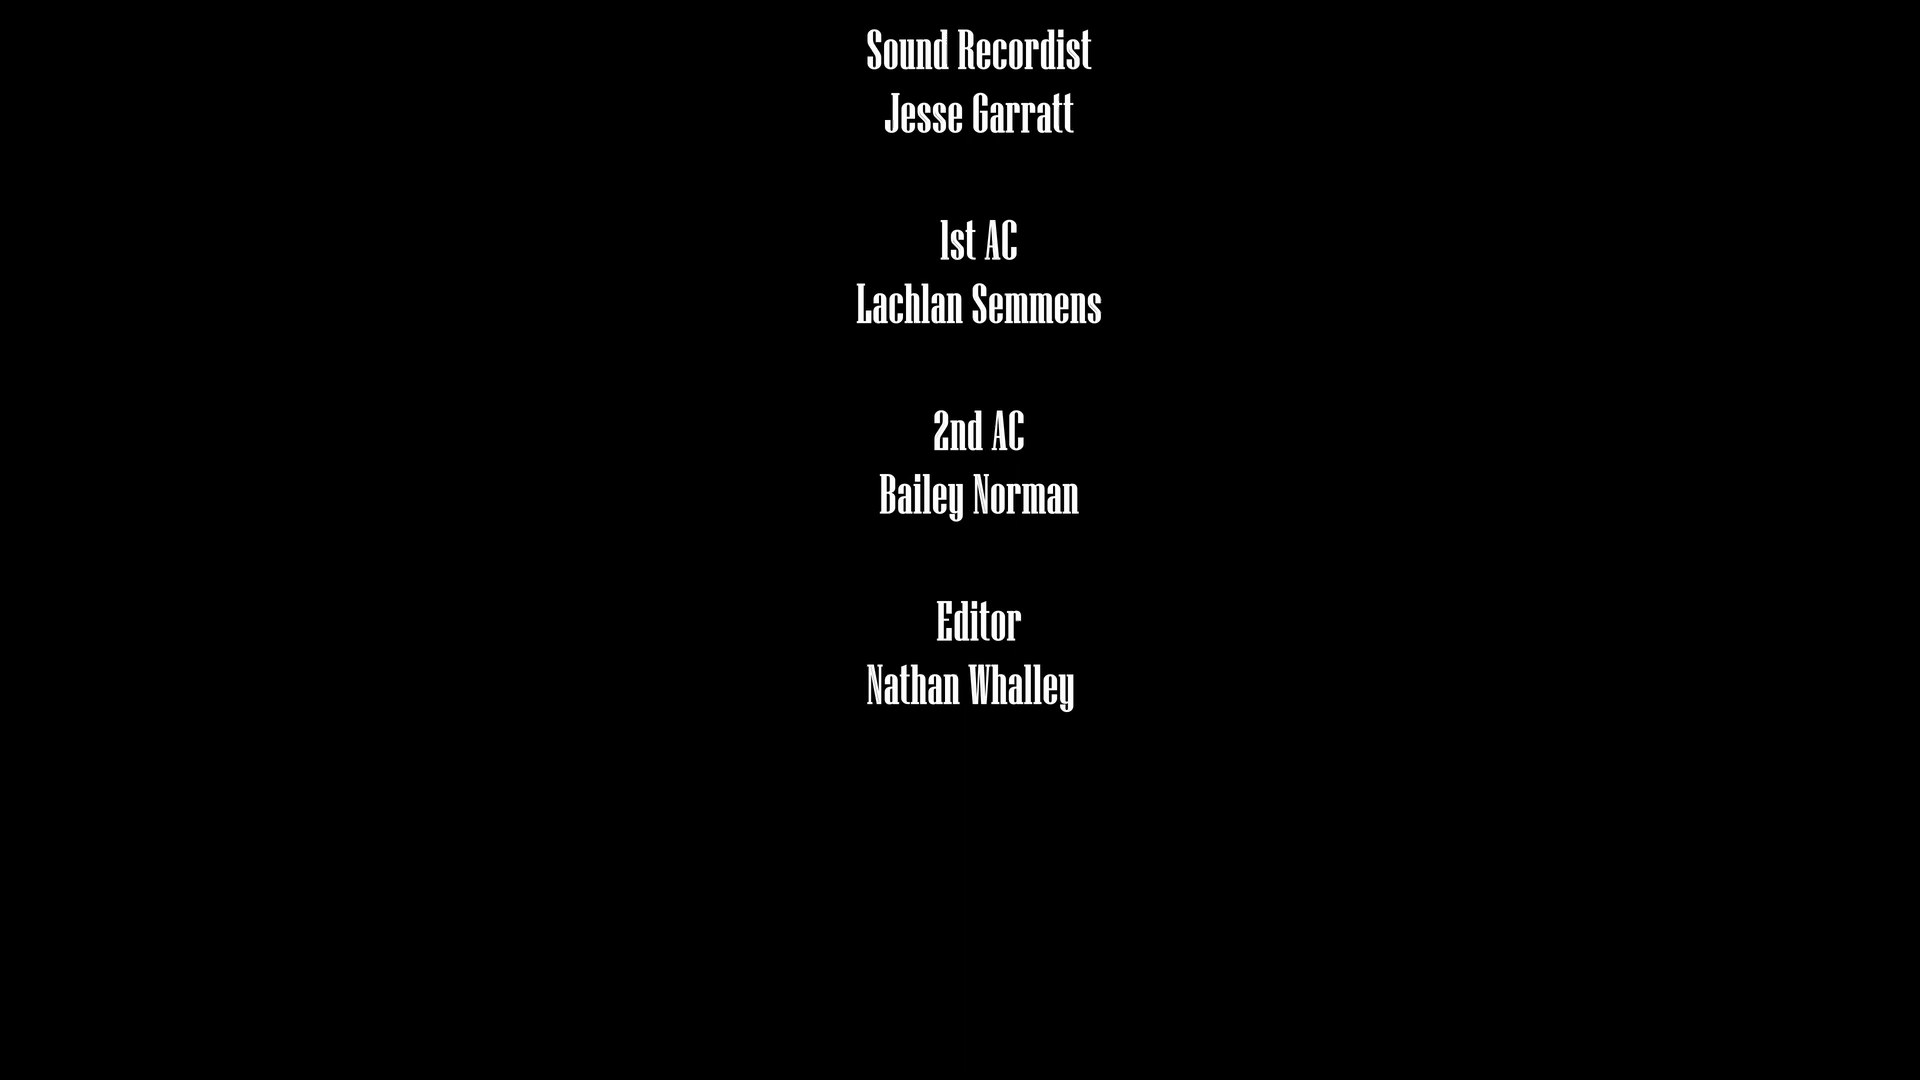 Sound Recordist
Jesse Garratt
1st AC
Lachlan Semmens
2nd AC
Bailey Norman
Editor
Nathan Whalley